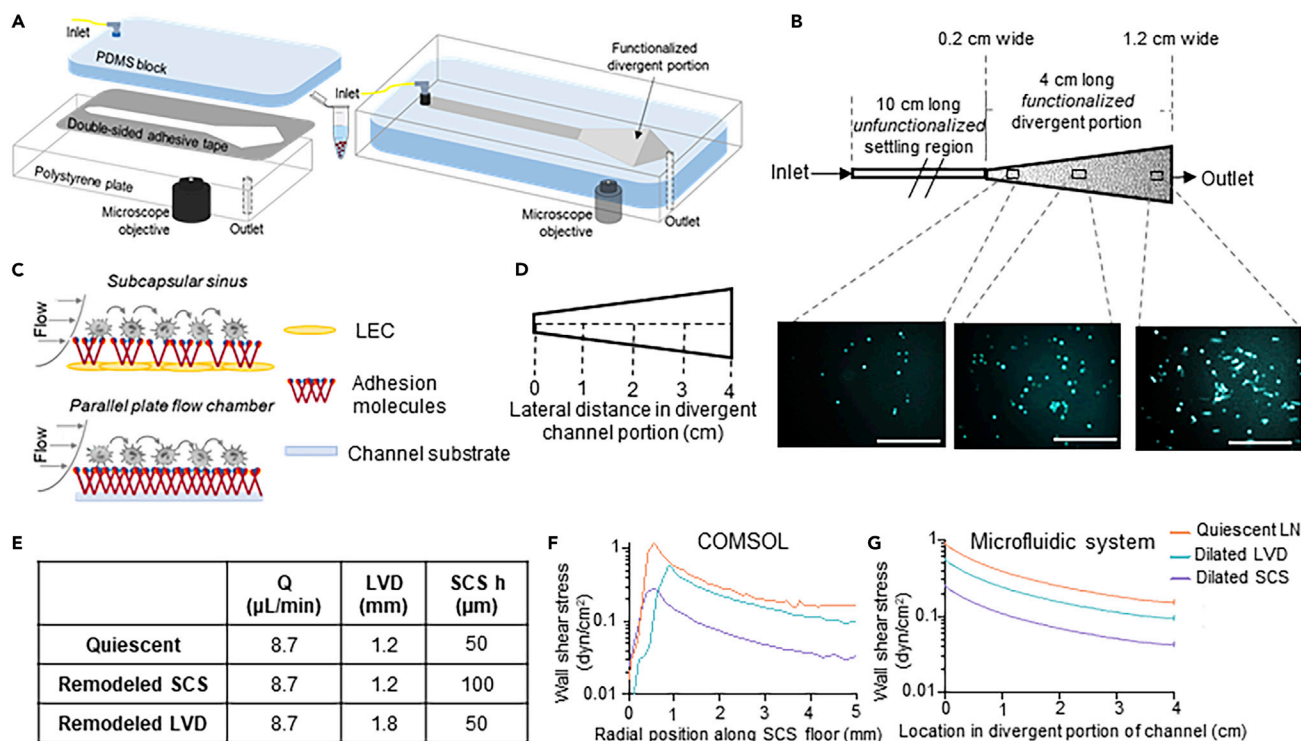 A
Inlet
PDMS block
Double-sided adhesive tape
Polystyrene plate
Microscope
objective
Outlet
Functionalized
divergent portion
Inlet
Microscope
objective
Outlet
B
0.2 cm wide
1.2 cm wide
10 cm long
unfunctionalized
settling region
4 cm long
functionalized
divergent portion
Inlet
Outlet
C
Subcapsular sinus
Flow
LEC
Adhesion
molecules
Parallel plate flow chamber
Flow
Channel substrate
D
0 1 2 3 4
Lateral distance in divergent
channel portion (cm)
E
Q LVD SCS h
(µL/min) (mm) (µm)
Quiescent 8.7 1.2 50
Remodeled SCS 8.7 1.2 100
Remodeled LVD 8.7 1.8 50
F
COMSOL
Wall shear stress
(dyn/cm²)
1
0.1
0.01
0 1 2 3 4 5
Radial position along SCS floor (mm)
G
Microfluidic system
Wall shear stress
(dyn/cm²)
1
0.1
0.01
0 1 2 3 4
Location in divergent portion of channel (cm)
Quiescent LN
Dilated LVD
Dilated SCS